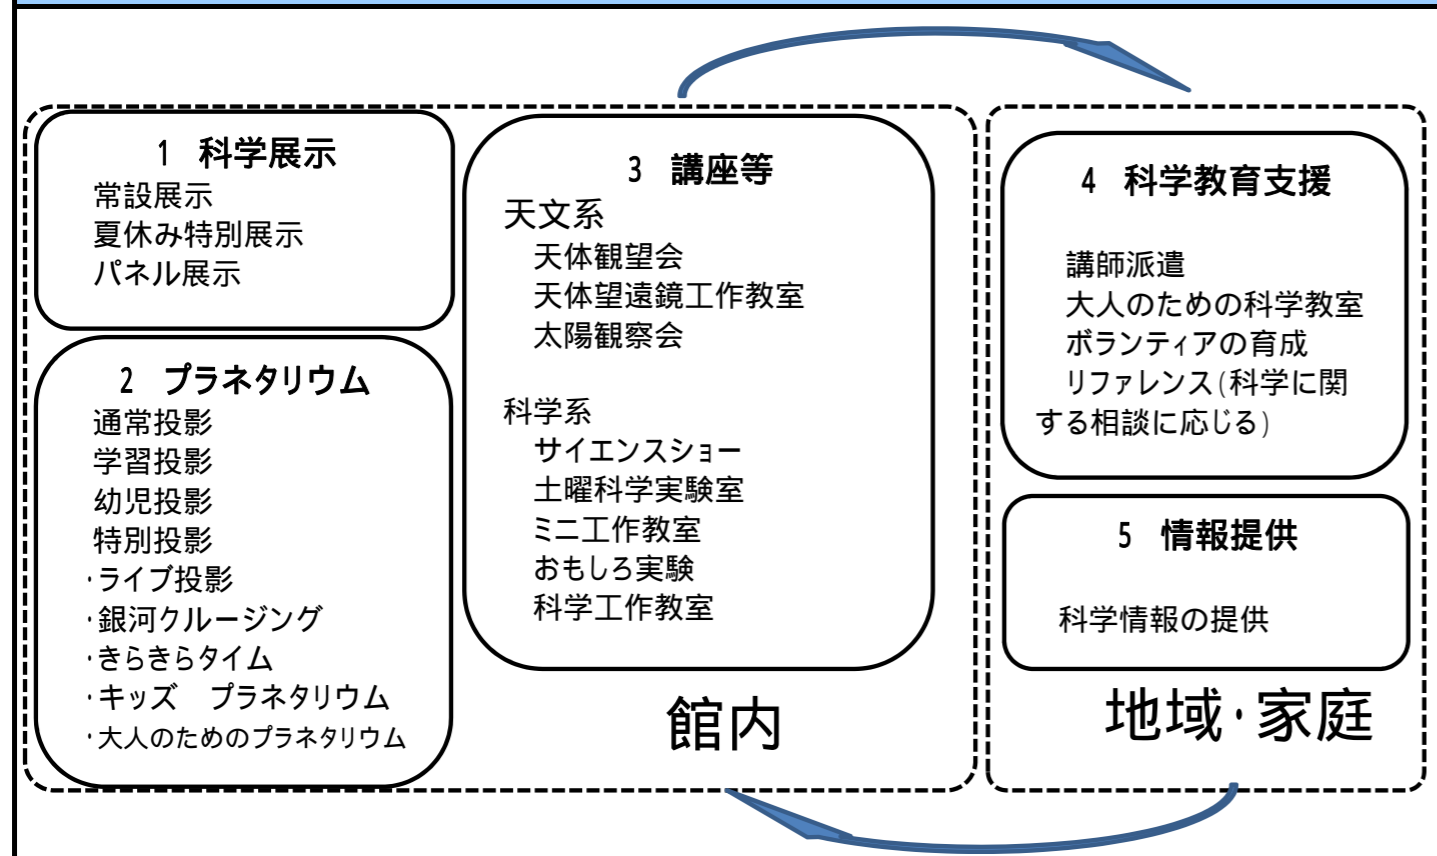 1 科学展示
常設展示
夏休み特別展示
パネル展示
2 プラネタリウム
通常投影
学習投影
幼児投影
特別投影
・ライブ投影
・銀河クルージング
・きらきらタイム
・キッズ　プラネタリウム
・大人のためのプラネタリウム
3 講座等
天文系
天体観望会
天体望遠鏡工作教室
太陽観察会
科学系
サイエンスショー
土曜科学実験室
ミニ工作教室
おもしろ実験
科学工作教室
館内
4 科学教育支援
講師派遣
大人のための科学教室
ボランティアの育成
リファレンス(科学に関
する相談に応じる)
5 情報提供
科学情報の提供
地域・家庭